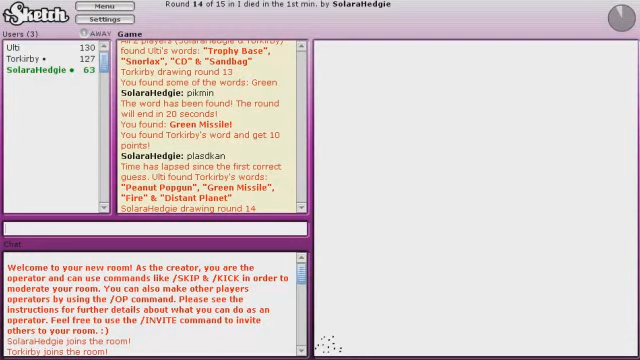 iSketch
Menu
Settings
Round 14 of 15 in I died in the 1st min. by SolaraHedgie
Users (3)
AWAY
Game
Ulti 130
Torkirby • 127
SolaraHedgie • 63
All 2 players (SolaraHedgie & Torkirby)
found Ulti's words: "Trophy Base",
"Snorlax", "CD" & "Sandbag"
Torkirby drawing round 13
You found some of the words: Green
SolaraHedgie: pikmin
The word has been found! The round
will end in 20 seconds!
You found: Green Missile!
You found Torkirby's word and get 10
points!
SolaraHedgie: plasdkan
Time has lapsed since the first correct
guess. Ulti found Torkirby's words:
"Peanut Popgun", "Green Missile",
"Fire" & "Distant Planet"
SolaraHedgie drawing round 14
Chat
Welcome to your new room! As the creator, you are the
operator and can use commands like /SKIP & /KICK in order to
moderate your room. You can also make other players
operators by using the /OP command. Please see the
instructions for further details about what you can do as an
operator. Feel free to use the /INVITE command to invite
others to your room. :)
SolaraHedgie joins the room!
Torkirby joins the room!